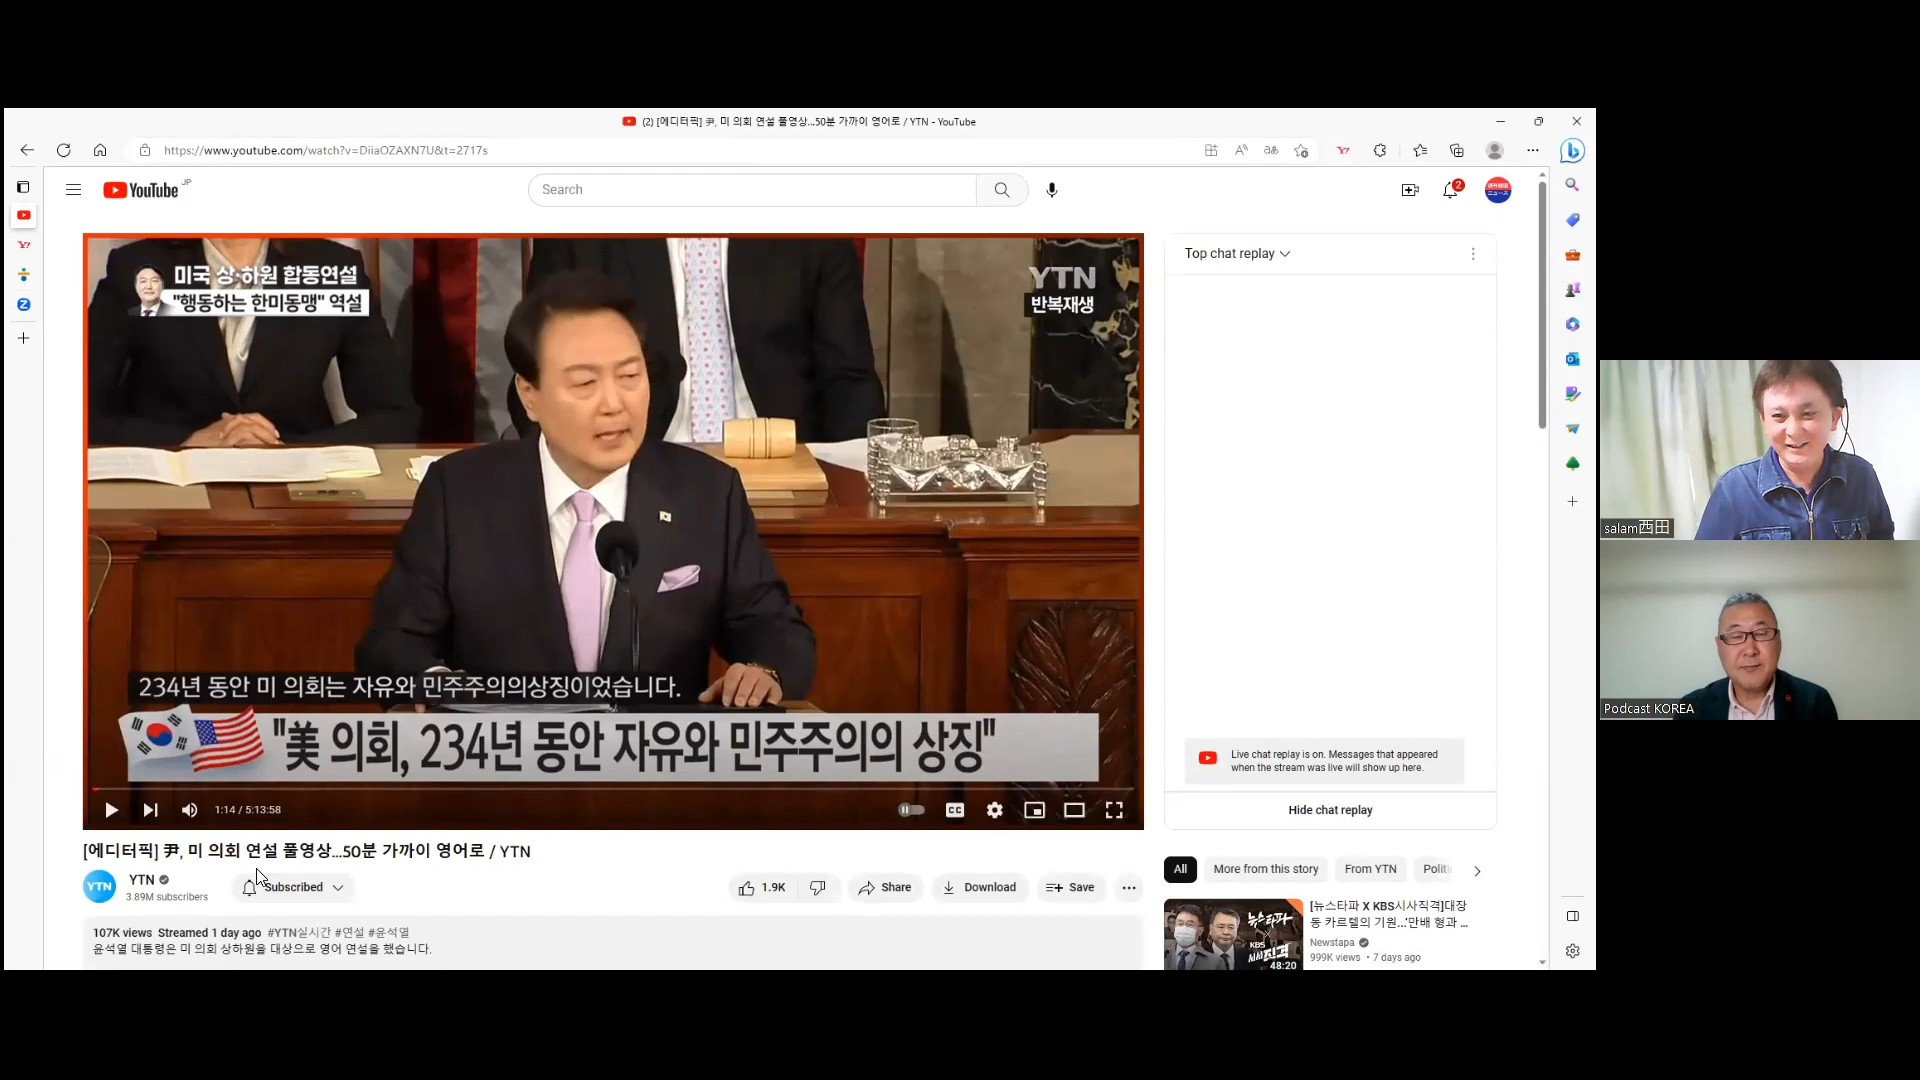 (2) [에디터픽] 尹, 미 의회 연설 풀영상...50분 가까이 영어로 / YTN - YouTube
https://www.youtube.com/watch?v=DiiaOZAXN7U&t=2717s
YouTube JP
Search
2
미국 상·하원 합동연설
"행동하는 한미동맹" 역설
YTN
반복재생
234년 동안 미 의회는 자유와 민주주의의상징이었습니다.
"美 의회, 234년 동안 자유와 민주주의의 상징"
1:14 / 5:13:58
CC
Top chat replay
Live chat replay is on. Messages that appeared
when the stream was live will show up here.
Hide chat replay
[에디터픽] 尹, 미 의회 연설 풀영상...50분 가까이 영어로 / YTN
YTN
YTN
3.89M subscribers
Subscribed
1.9K
Share
Download
Save
107K views Streamed 1 day ago #YTN실시간 #연설 #윤석열
윤석열 대통령은 미 의회 상하원을 대상으로 영어 연설을 했습니다.
All
More from this story
From YTN
Politi
뉴스타파
KBS
시사직격
48:20
[뉴스타파 X KBS시사직격]대장
동 카르텔의 기원...'만배 형과 ...
Newstapa
999K views • 7 days ago
salam西田
Podcast KOREA